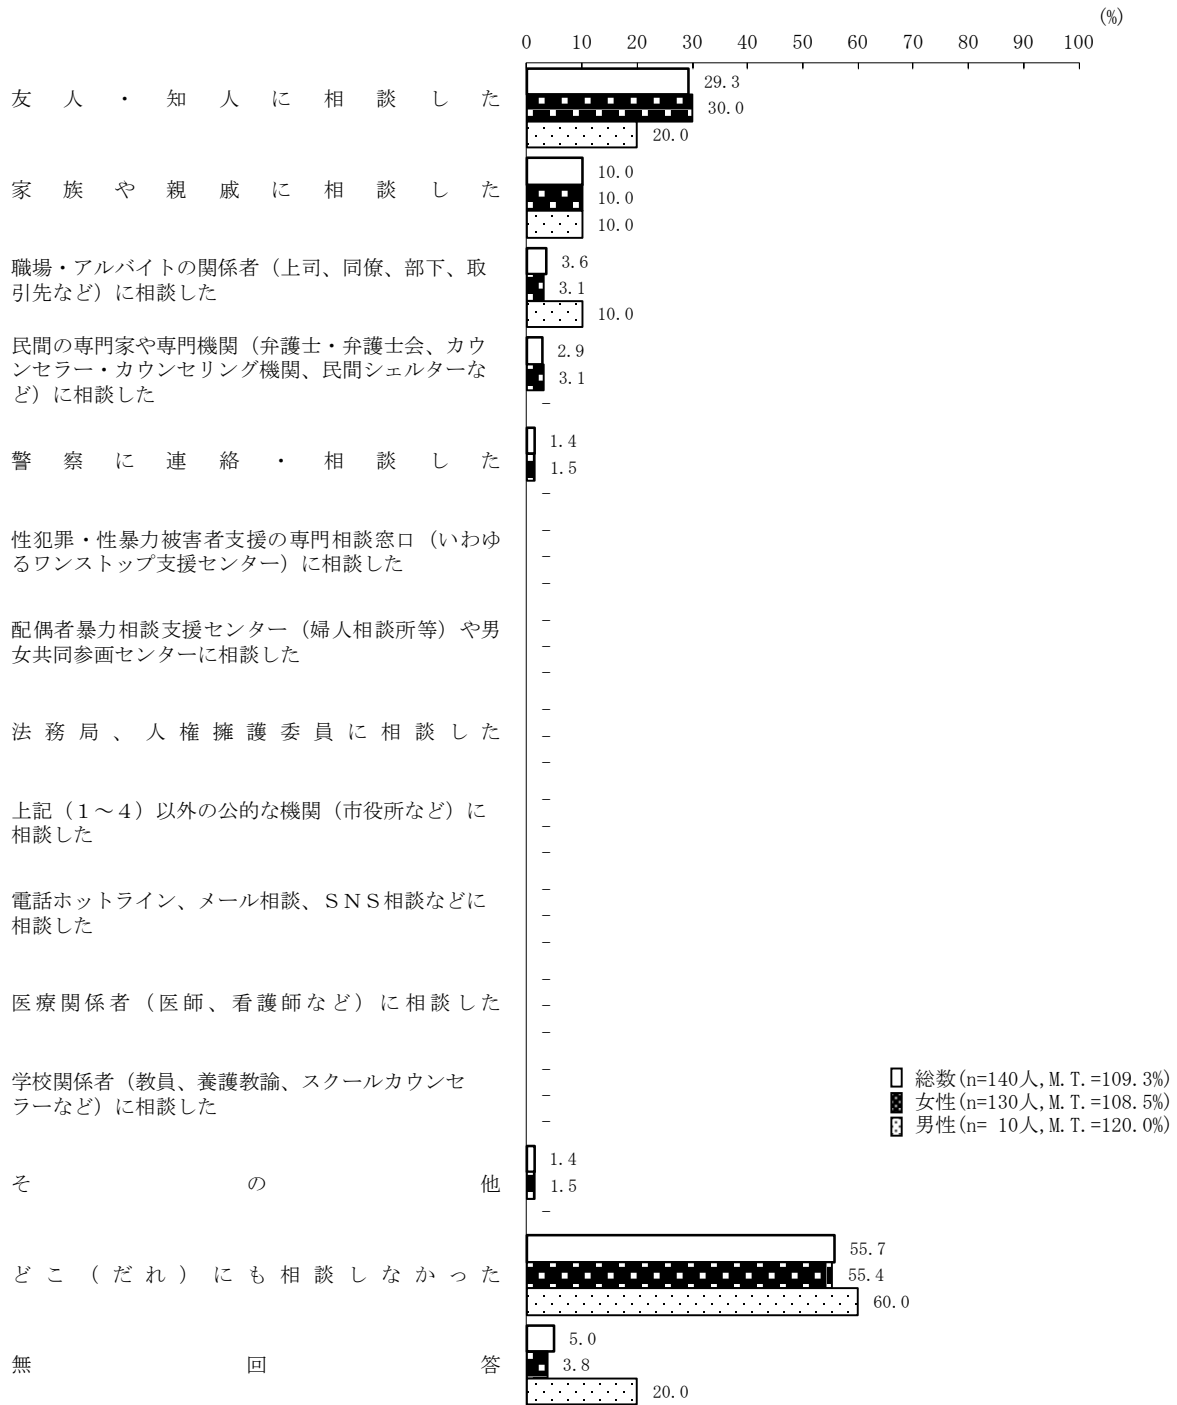 (%)
0 10 20 30 40 50 60 70 80 90 100
友人・知人に相談した
29.3
30.0
20.0
家族や親戚に相談した
10.0
10.0
10.0
職場・アルバイトの関係者（上司、同僚、部下、取
引先など）に相談した
3.6
3.1
10.0
民間の専門家や専門機関（弁護士・弁護士会、カウ
ンセラー・カウンセリング機関、民間シェルターな
ど）に相談した
2.9
3.1
–
警察に連絡・相談した
1.4
1.5
–
性犯罪・性暴力被害者支援の専門相談窓口（いわゆ
るワンストップ支援センター）に相談した
–
–
–
配偶者暴力相談支援センター（婦人相談所等）や男
女共同参画センターに相談した
–
–
–
法務局、人権擁護委員に相談した
–
–
–
上記（１～４）以外の公的な機関（市役所など）に
相談した
–
–
–
電話ホットライン、メール相談、ＳＮＳ相談などに
相談した
–
–
–
医療関係者（医師、看護師など）に相談した
–
–
–
学校関係者（教員、養護教諭、スクールカウンセ
ラーなど）に相談した
–
–
–
総数(n=140人,M.T.=109.3%)
女性(n=130人,M.T.=108.5%)
男性(n= 10人,M.T.=120.0%)
その他
1.4
1.5
–
どこ（だれ）にも相談しなかった
55.7
55.4
60.0
無回答
5.0
3.8
20.0